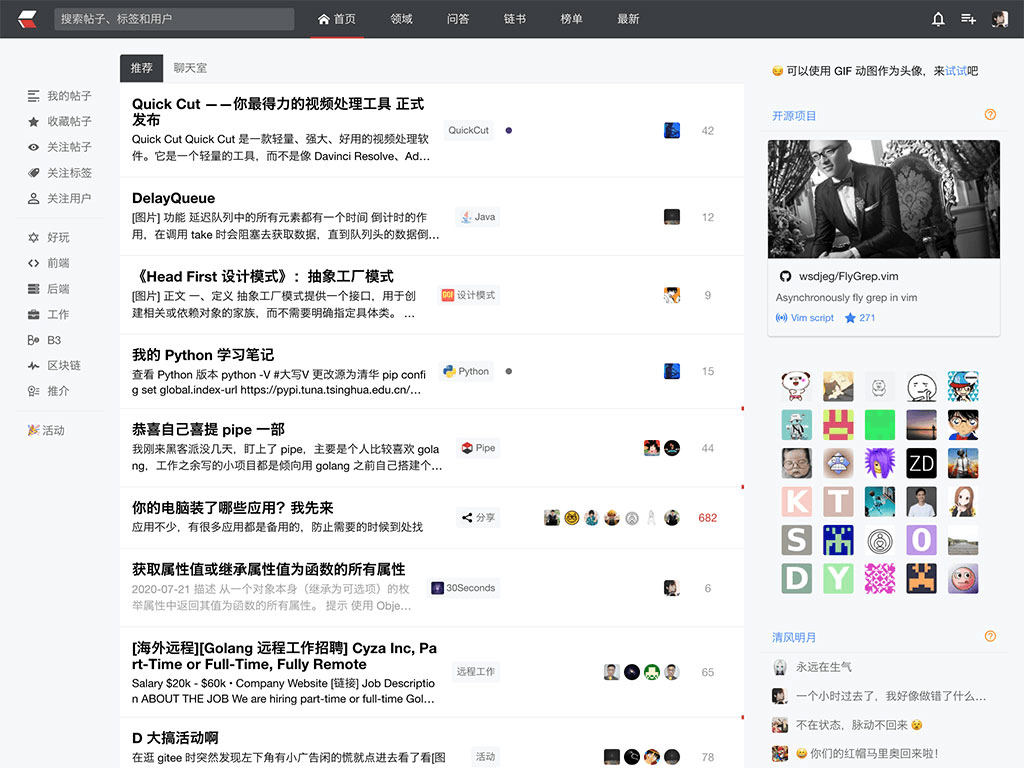 搜索帖子、标签和用户
首页
领域
问答
链书
榜单
最新
我的帖子
收藏帖子
关注帖子
关注标签
关注用户
好玩
前端
后端
工作
B3
区块链
推介
活动
推荐
聊天室
Quick Cut ——你最得力的视频处理工具 正式
发布
Quick Cut Quick Cut 是一款轻量、强大、好用的视频处理软
件。它是一个轻量的工具，而不是像 Davinci Resolve、Ad…
QuickCut
42
DelayQueue
[图片] 功能 延迟队列中的所有元素都有一个时间 倒计时的作
用，在调用 take 时会阻塞去获取数据，直到队列头的数据倒…
Java
12
《Head First 设计模式》：抽象工厂模式
[图片] 正文 一、定义 抽象工厂模式提供一个接口，用于创
建相关或依赖对象的家族，而不需要明确指定具体类。 …
GOF
设计模式
9
我的 Python 学习笔记
查看 Python 版本 python -V #大写V 更改源为清华 pip confi
g set global.index-url https://pypi.tuna.tsinghua.edu.cn/…
Python
15
恭喜自己喜提 pipe 一部
我刚来黑客派没几天，盯上了 pipe，主要是个人比较喜欢 gola
ng，工作之余写的小项目都是倾向用 golang 之前自己搭建个…
Pipe
44
你的电脑装了哪些应用？我先来
应用不少，有很多应用都是备用的，防止需要的时候到处找
分享
682
获取属性值或继承属性值为函数的所有属性
2020-07-21 描述 从一个对象本身（继承为可选项）的枚
举属性中返回其值为函数的所有属性。 提示 使用 Obje…
30Seconds
6
[海外远程][Golang 远程工作招聘] Cyza Inc, Pa
rt-Time or Full-Time, Fully Remote
Salary $20k - $60k • Company Website [链接] Job Descriptio
n ABOUT THE JOB We are hiring part-time or full-time Gol…
远程工作
65
D 大搞活动啊
在逛 gitee 时突然发现左下角有小广告闲的慌就点进去看了看[图
活动
78
可以使用 GIF 动图作为头像，来试试吧
开源项目
wsdjeg/FlyGrep.vim
Asynchronously fly grep in vim
Vim script
271
ZD
K
T
S
O
D
Y
清风明月
永远在生气
一个小时过去了，我好像做错了什么…
不在状态，脉动不回来
你们的红帽马里奥回来啦！